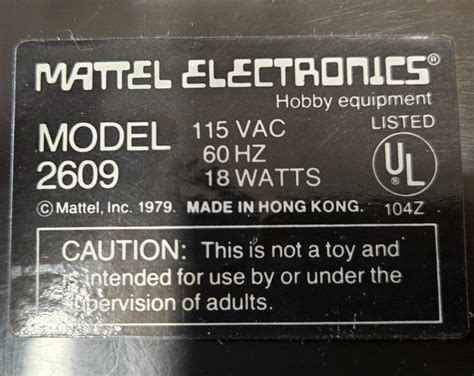 MATTEL ELECTRONICS®
Hobby equipment
MODEL 2609
115 VAC
60 HZ
18 WATTS
LISTED
UL ®
104Z
© Mattel, Inc. 1979. MADE IN HONG KONG.
CAUTION: This is not a toy and
is intended for use by or under the
supervision of adults.